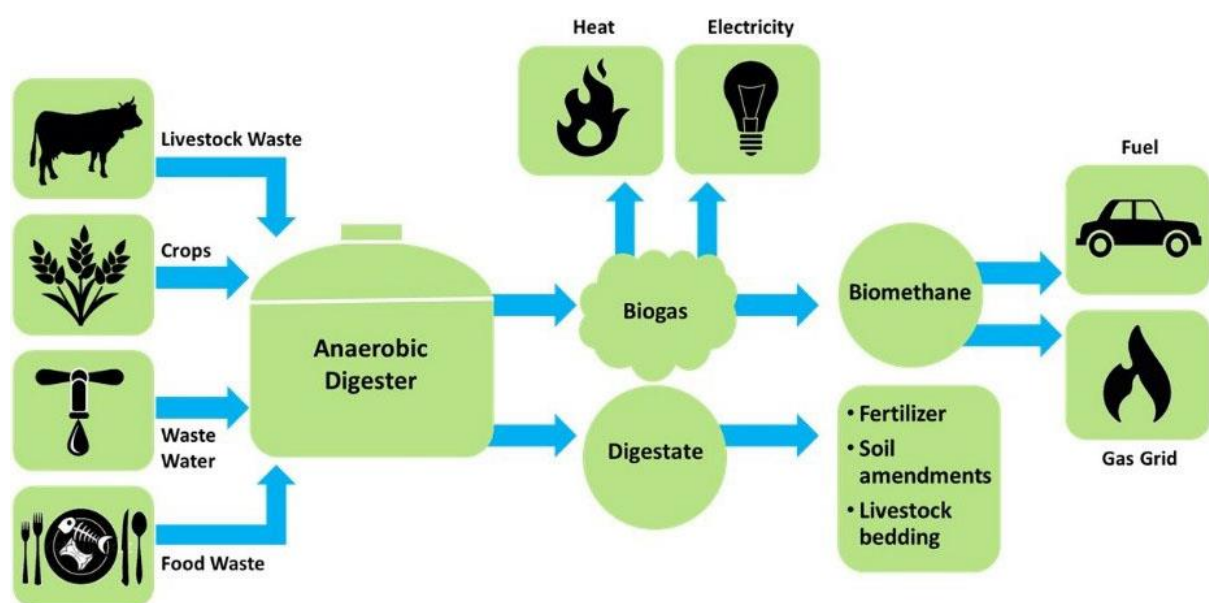 Heat
Electricity
Livestock Waste
Crops
Waste
Water
Food Waste
Anaerobic
Digester
Biogas
Digestate
Biomethane
• Fertilizer
• Soil
amendments
• Livestock
bedding
Fuel
Gas Grid